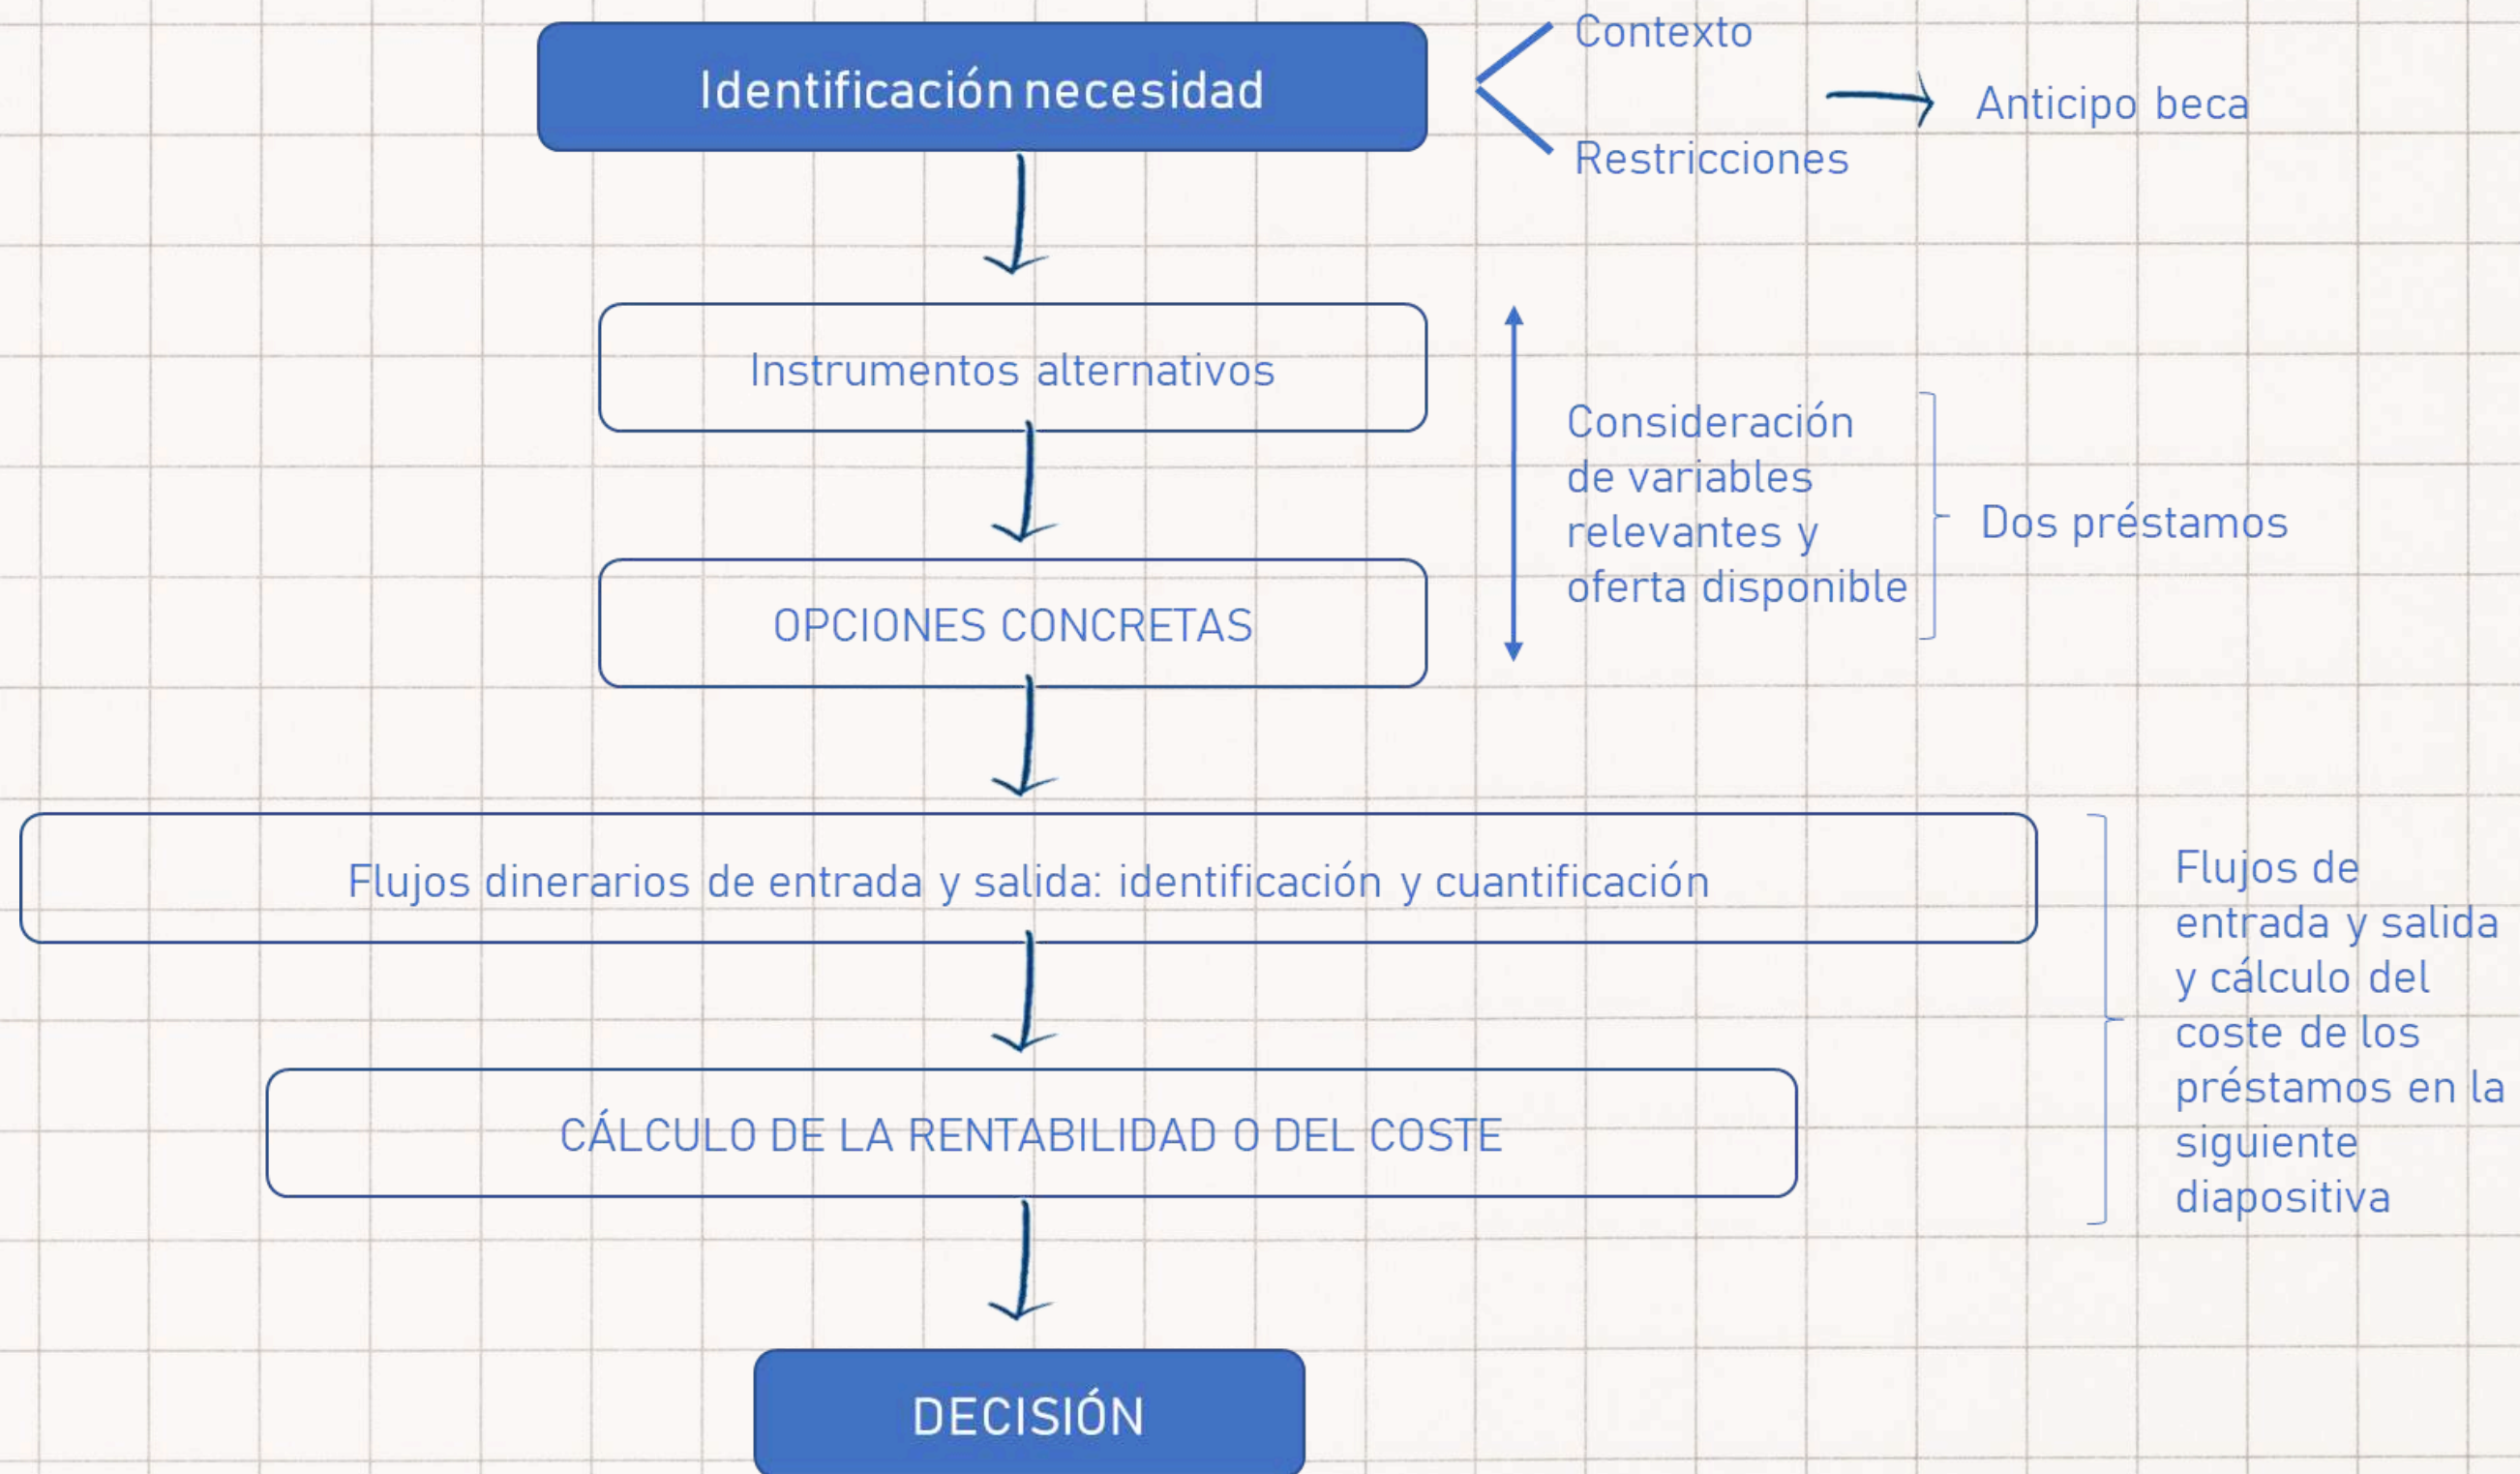 Identificación necesidad
Contexto
Restricciones
Anticipo beca
Instrumentos alternativos
OPCIONES CONCRETAS
Consideración
de variables
relevantes y
oferta disponible
Dos préstamos
Flujos dinerarios de entrada y salida: identificación y cuantificación
CÁLCULO DE LA RENTABILIDAD O DEL COSTE
Flujos de
entrada y salida
y cálculo del
coste de los
préstamos en la
siguiente
diapositiva
DECISIÓN